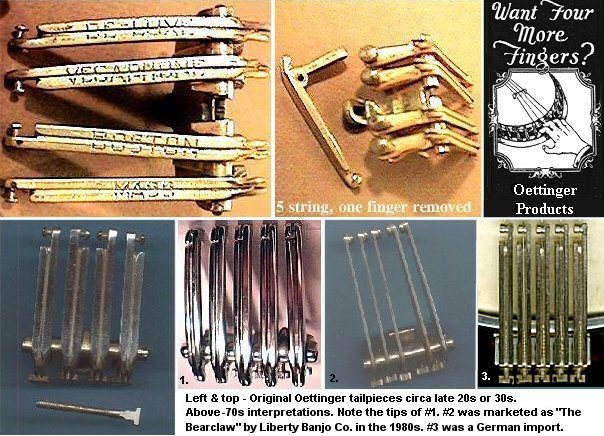 DE-LUXE
BOSTON
MASS
5 string, one finger removed
Want Four
More
Fingers?
Oettinger
Products
1.
2.
3.
Left & top - Original Oettinger tailpieces circa late 20s or 30s.
Above-70s interpretations. Note the tips of #1. #2 was marketed as "The
Bearclaw" by Liberty Banjo Co. in the 1980s. #3 was a German import.